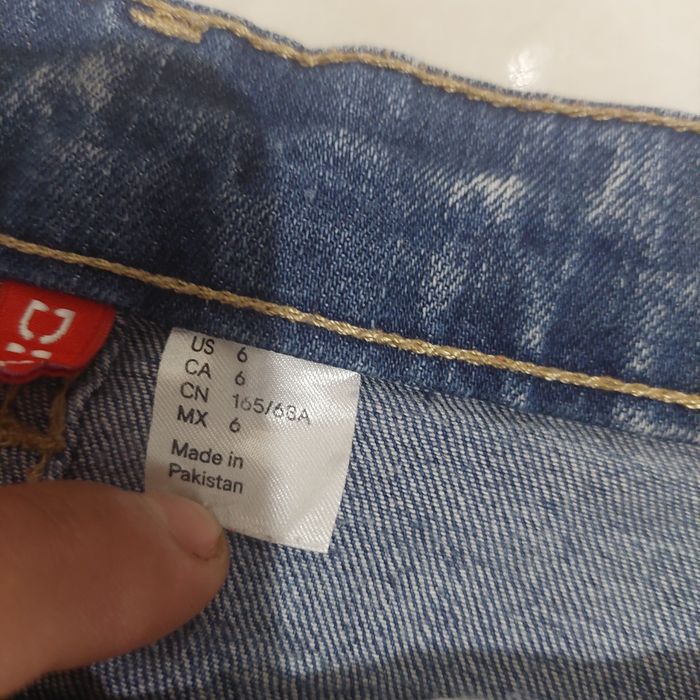 US 6
CA 6
CN 165/68A
MX 6
Made in
Pakistan